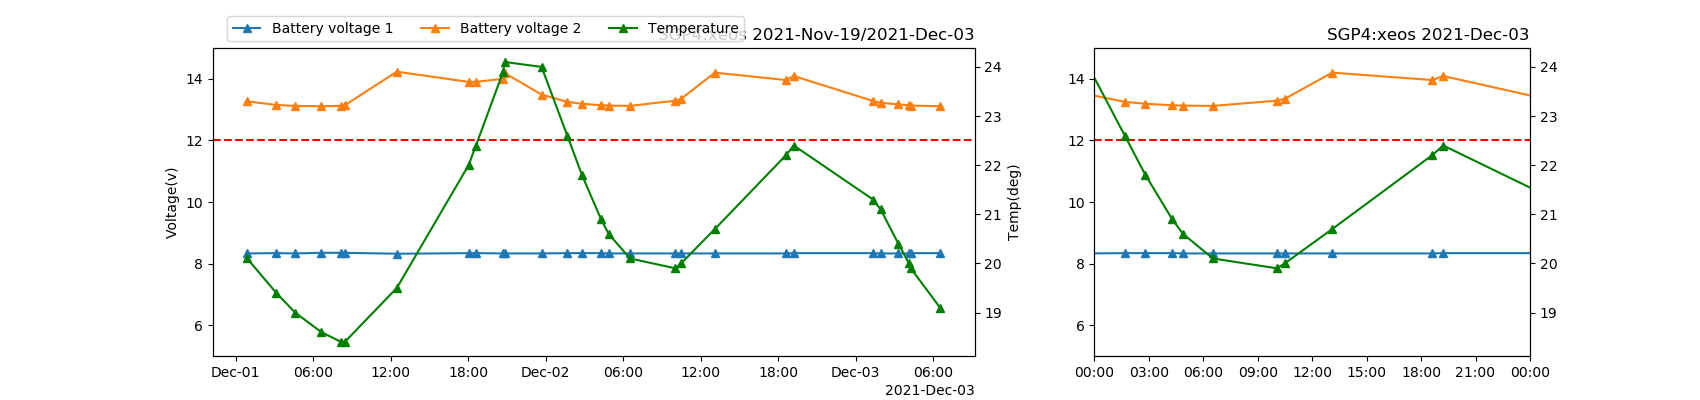 Battery voltage 1 Battery voltage 2 Temperature
SGP4:xeos 2021-Nov-19/2021-Dec-03
SGP4:xeos 2021-Dec-03
14 24 14 24
23 23
12 12
22 22
Voltage(v) Temp(deg)
10 21 10 21
8 20 8 20
6 19 6 19
Dec-01 06:00 12:00 18:00 Dec-02 06:00 12:00 18:00 Dec-03 06:00
00:00 03:00 06:00 09:00 12:00 15:00 18:00 21:00 00:00
2021-Dec-03